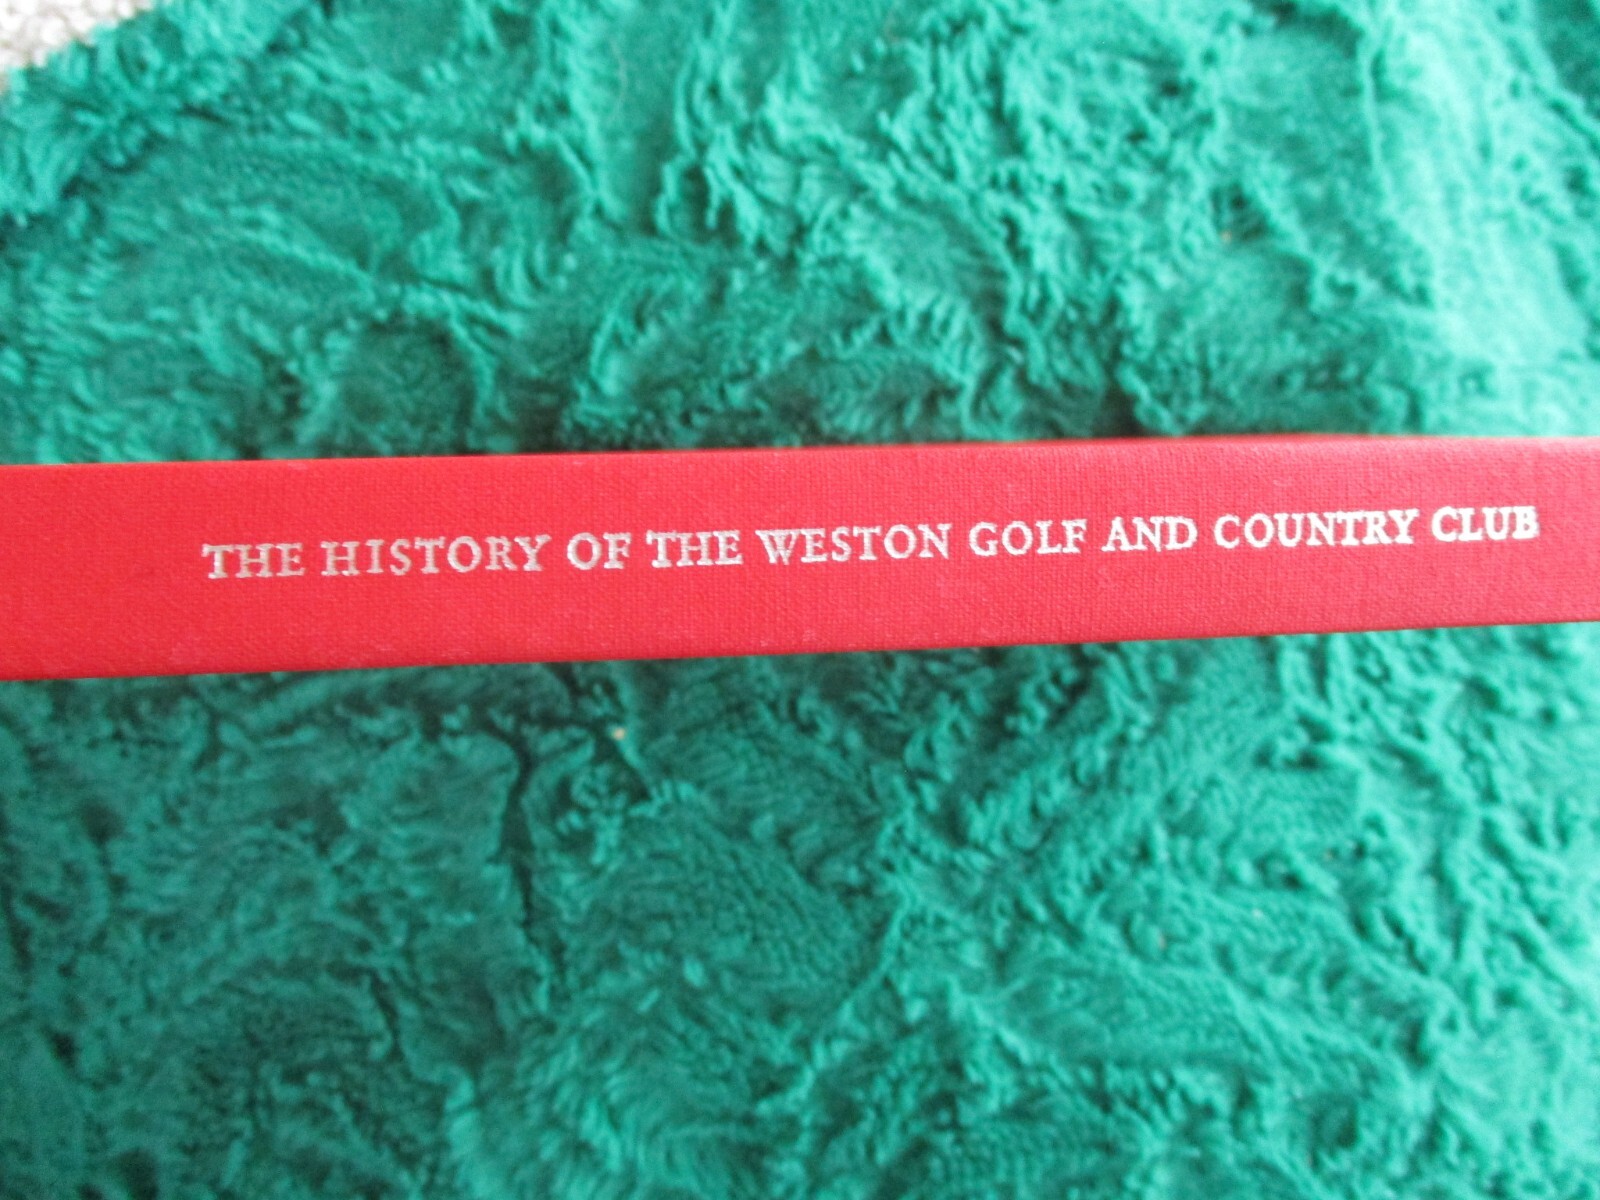 THE HISTORY OF THE WESTON GOLF AND COUNTRY CLUB